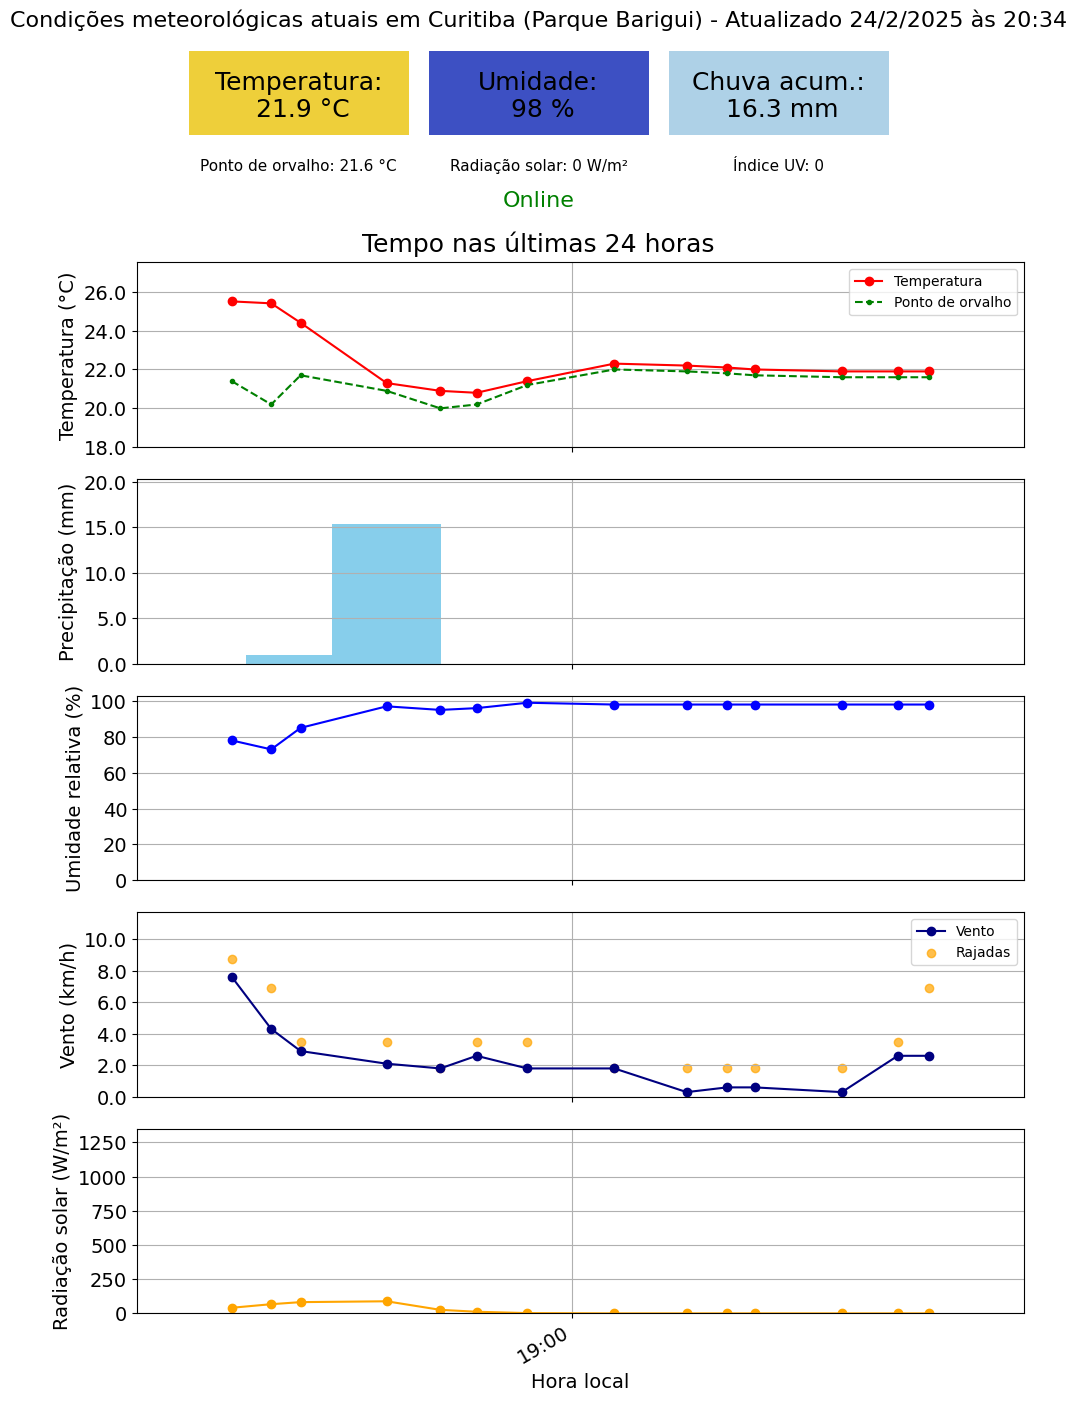 Condições meteorológicas atuais em Curitiba (Parque Barigui) - Atualizado 24/2/2025 às 20:34
Temperatura:
21.9 °C
Umidade:
98 %
Chuva acum.:
16.3 mm
Ponto de orvalho: 21.6 °C
Radiação solar: 0 W/m²
Índice UV: 0
Online
Tempo nas últimas 24 horas
Temperatura (°C)
26.0
24.0
22.0
20.0
18.0
Temperatura
Ponto de orvalho
Precipitação (mm)
20.0
15.0
10.0
5.0
0.0
Umidade relativa (%)
100
80
60
40
20
0
Vento (km/h)
10.0
8.0
6.0
4.0
2.0
0.0
Vento
Rajadas
Radiação solar (W/m²)
1250
1000
750
500
250
0
19:00
Hora local